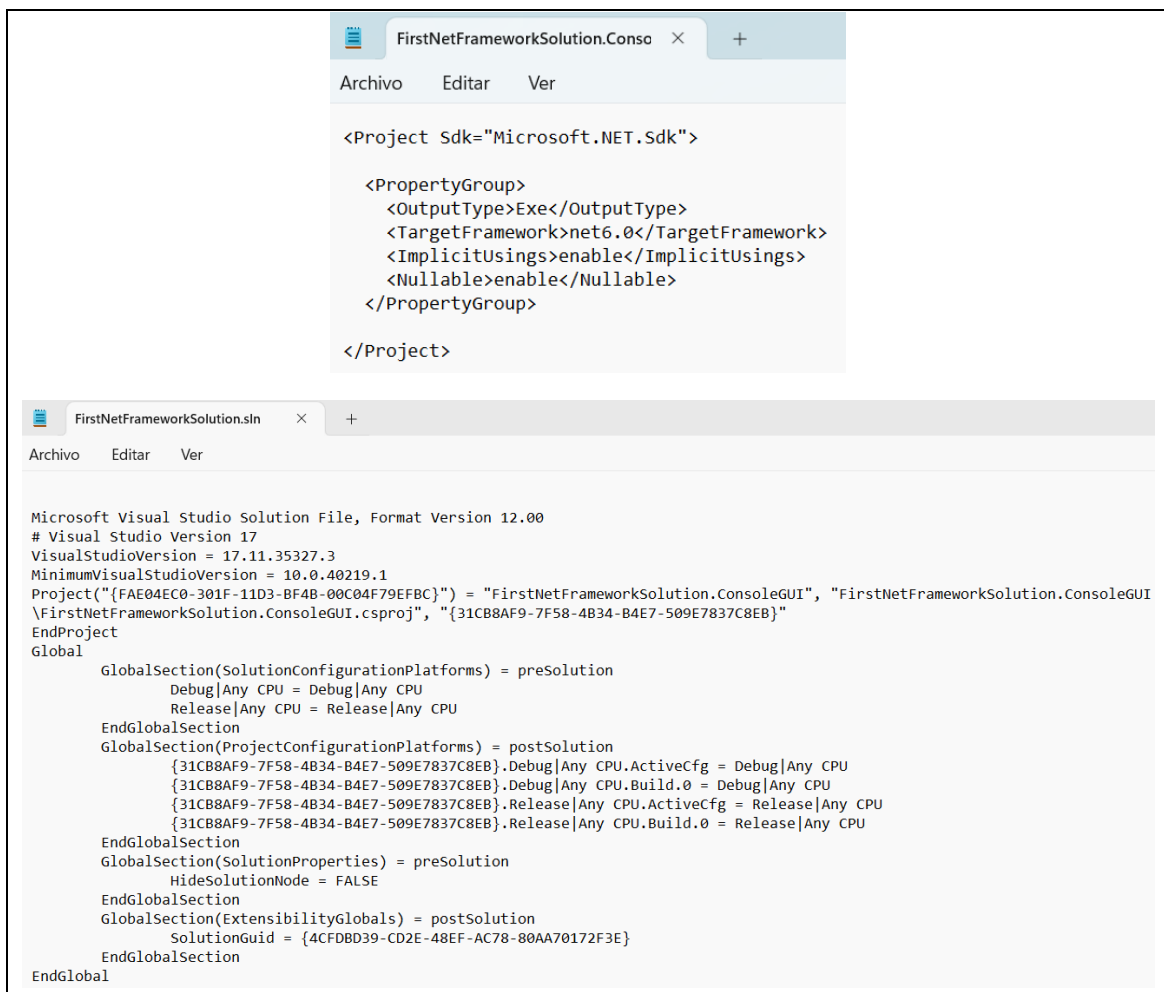 FirstNetFrameworkSolution.Conso
Archivo Editar Ver
<Project Sdk="Microsoft.NET.Sdk">
<PropertyGroup>
<OutputType>Exe</OutputType>
<TargetFramework>net6.0</TargetFramework>
<ImplicitUsings>enable</ImplicitUsings>
<Nullable>enable</Nullable>
</PropertyGroup>
</Project>
FirstNetFrameworkSolution.sln
Archivo Editar Ver
Microsoft Visual Studio Solution File, Format Version 12.00
# Visual Studio Version 17
VisualStudioVersion = 17.11.35327.3
MinimumVisualStudioVersion = 10.0.40219.1
Project("{FAE04EC0-301F-11D3-BF4B-00C04F79EFBC}") = "FirstNetFrameworkSolution.ConsoleGUI", "FirstNetFrameworkSolution.ConsoleGUI
\FirstNetFrameworkSolution.ConsoleGUI.csproj", "{31CB8AF9-7F58-4B34-B4E7-509E7837C8EB}"
EndProject
Global
GlobalSection(SolutionConfigurationPlatforms) = preSolution
Debug|Any CPU = Debug|Any CPU
Release|Any CPU = Release|Any CPU
EndGlobalSection
GlobalSection(ProjectConfigurationPlatforms) = postSolution
{31CB8AF9-7F58-4B34-B4E7-509E7837C8EB}.Debug|Any CPU.ActiveCfg = Debug|Any CPU
{31CB8AF9-7F58-4B34-B4E7-509E7837C8EB}.Debug|Any CPU.Build.0 = Debug|Any CPU
{31CB8AF9-7F58-4B34-B4E7-509E7837C8EB}.Release|Any CPU.ActiveCfg = Release|Any CPU
{31CB8AF9-7F58-4B34-B4E7-509E7837C8EB}.Release|Any CPU.Build.0 = Release|Any CPU
EndGlobalSection
GlobalSection(SolutionProperties) = preSolution
HideSolutionNode = FALSE
EndGlobalSection
GlobalSection(ExtensibilityGlobals) = postSolution
SolutionGuid = {4CFDBD39-CD2E-48EF-AC78-80AA70172F3E}
EndGlobalSection
EndGlobal